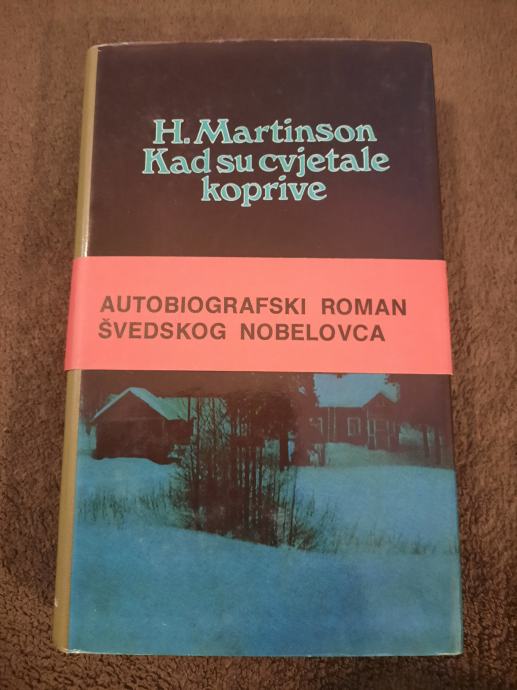 H. Martinson
Kad su cvjetale
koprive
AUTOBIOGRAFSKI ROMAN
ŠVEDSKOG NOBELOVCA